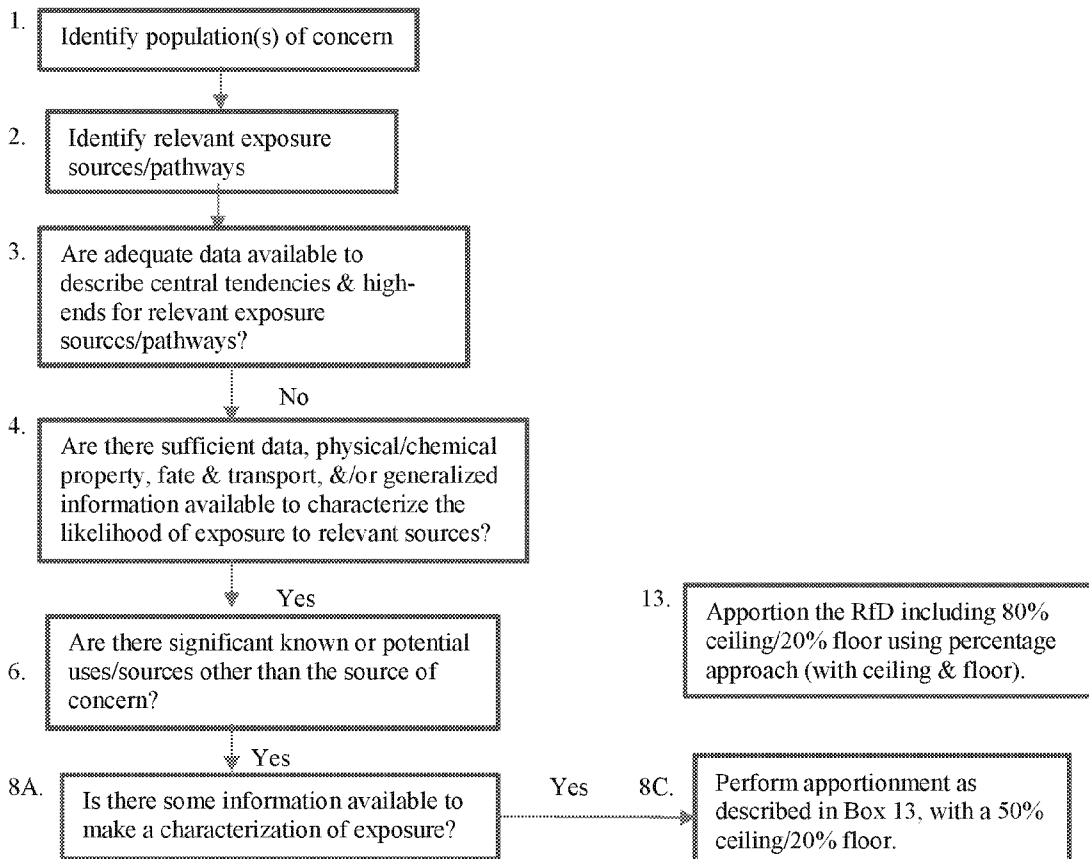 1.
Identify population(s) of concern
2.
Identify relevant exposure
sources/pathways
3.
Are adequate data available to
describe central tendencies & high-
ends for relevant exposure
sources/pathways?
No
4.
Are there sufficient data, physical/chemical
property, fate & transport, &/or generalized
information available to characterize the
likelihood of exposure to relevant sources?
Yes
6.
Are there significant known or potential
uses/sources other than the source of
concern?
Yes
8A.
Is there some information available to
make a characterization of exposure?
Yes
8C.
Perform apportionment as
described in Box 13, with a 50%
ceiling/20% floor.
13.
Apportion the RfD including 80%
ceiling/20% floor using percentage
approach (with ceiling & floor).